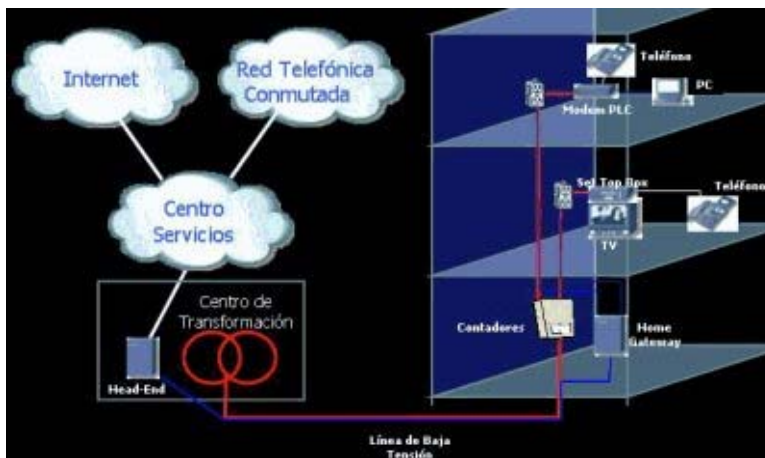 Internet
Red Telefónica
Conmutada
Centro
Servicios
Centro de
Transformación
Head-End
Línea de Baja
Tensión
Teléfono
PC
Modem PLC
Set Top Box
Teléfono
TV
Contadores
Home
Gateway